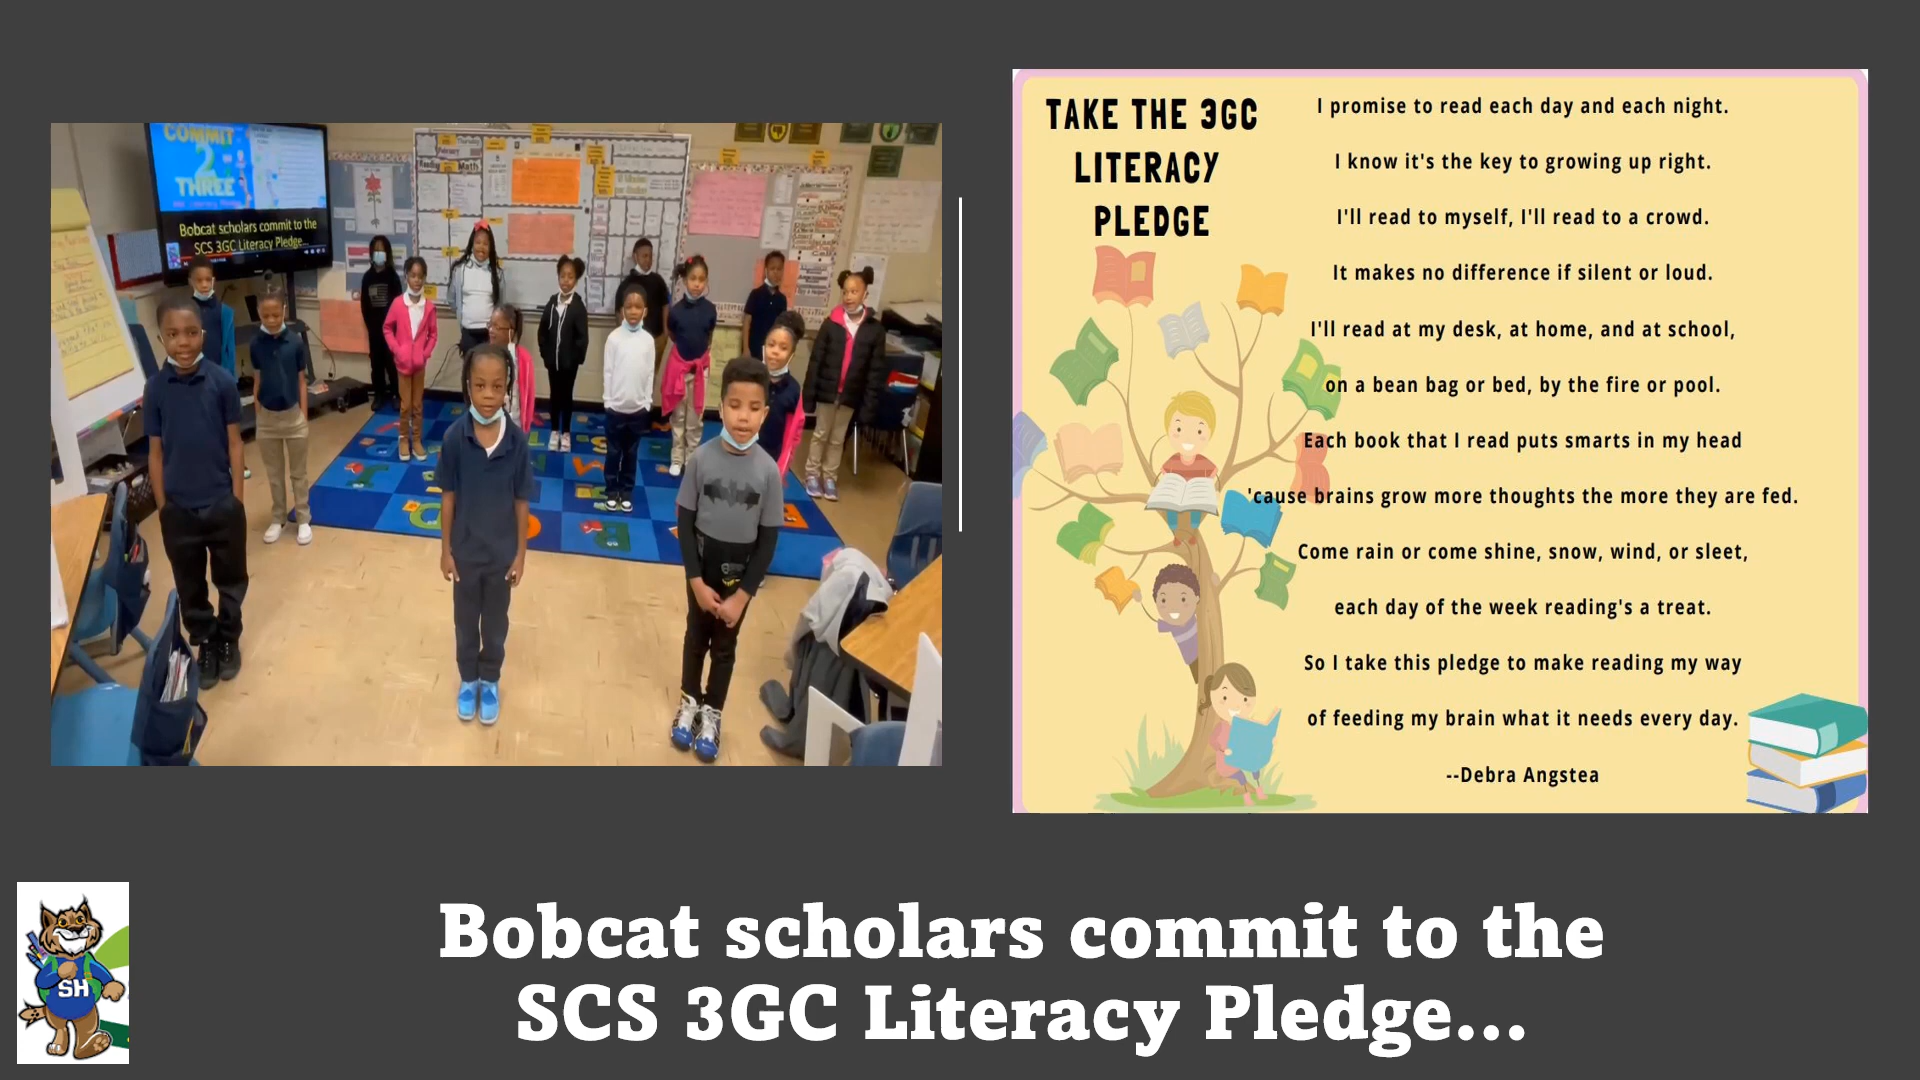 COMMIT
2
THREE
Bobcat scholars commit to the
SCS 3GC Literacy Pledge...
Math
TAKE THE 3GC
LITERACY
PLEDGE
I promise to read each day and each night.
I know it's the key to growing up right.
I'll read to myself, I'll read to a crowd.
It makes no difference if silent or loud.
I'll read at my desk, at home, and at school,
on a bean bag or bed, by the fire or pool.
Each book that I read puts smarts in my head
'cause brains grow more thoughts the more they are fed.
Come rain or come shine, snow, wind, or sleet,
each day of the week reading's a treat.
So I take this pledge to make reading my way
of feeding my brain what it needs every day.
--Debra Angstea
SH
Bobcat scholars commit to the
SCS 3GC Literacy Pledge...